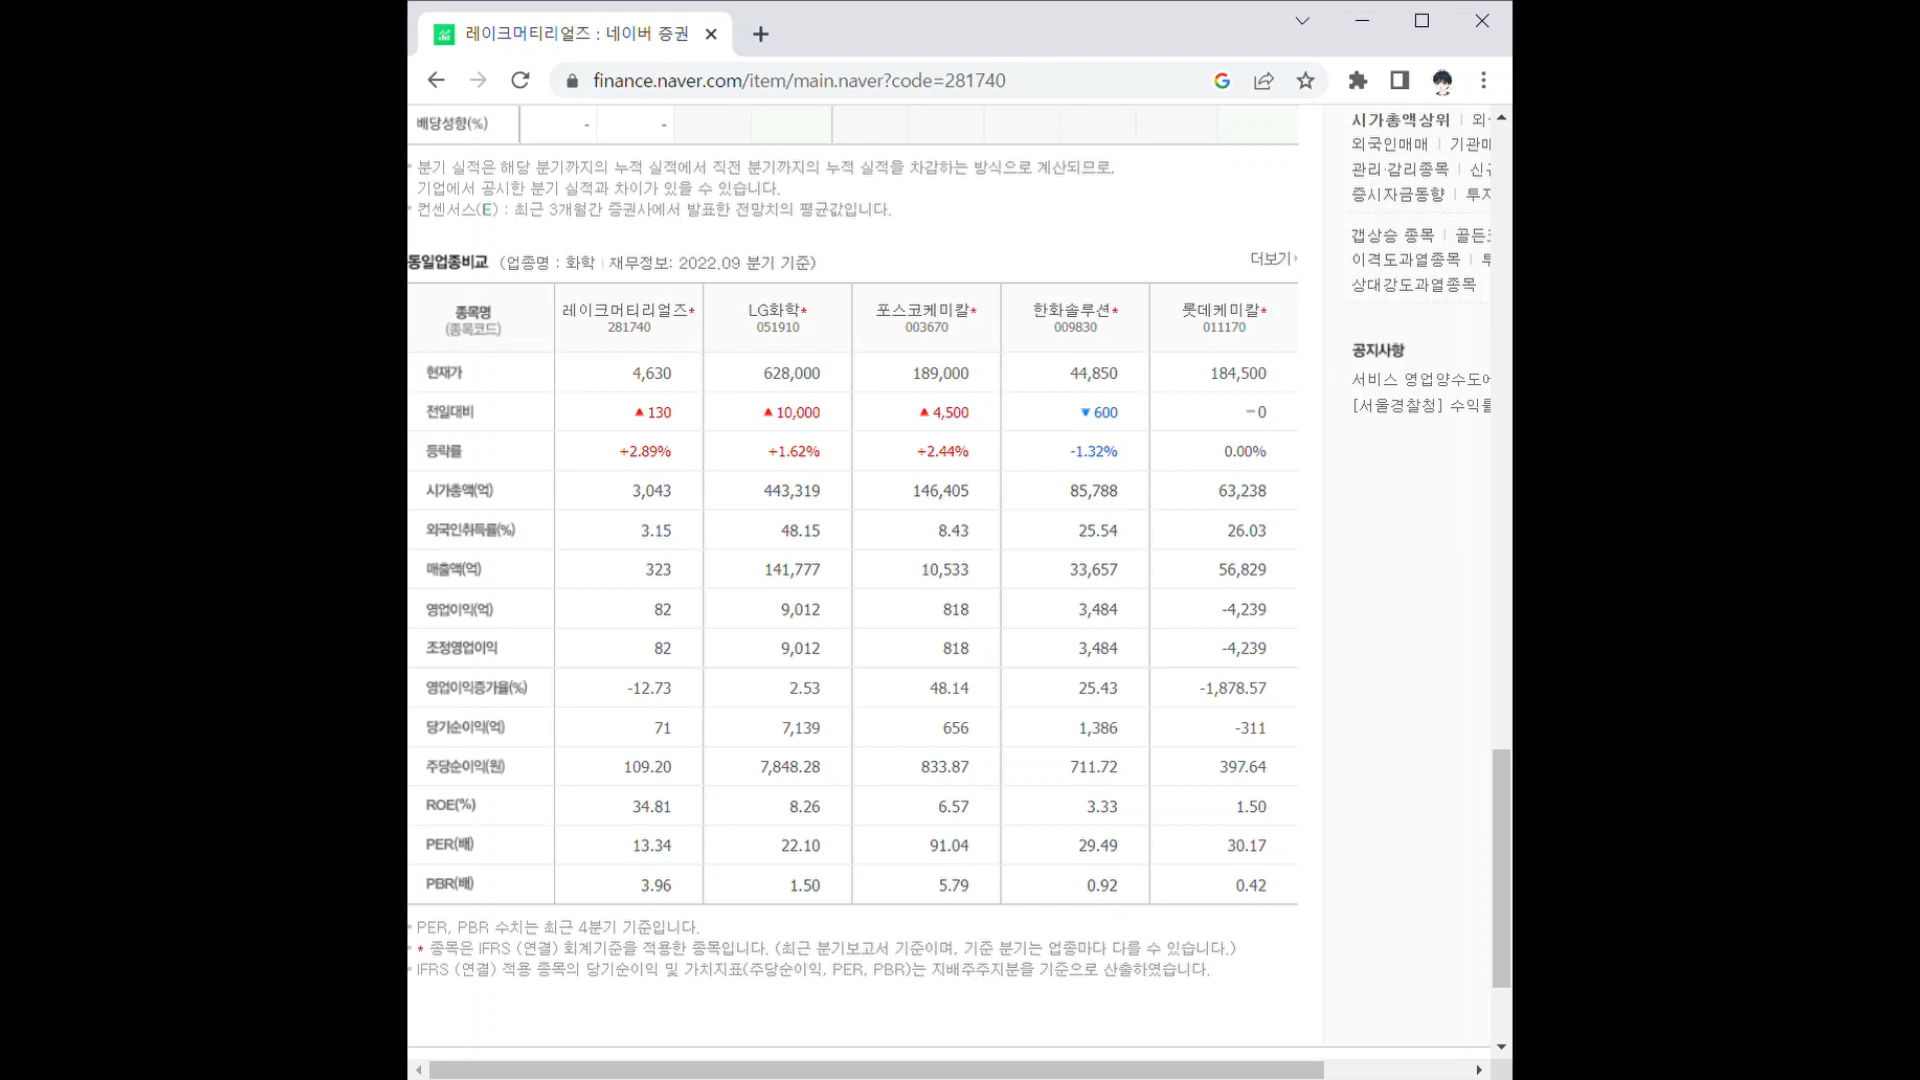 레이크머티리얼즈 : 네이버 증권
finance.naver.com/item/main.naver?code=281740
배당성향(%) - -
* 분기 실적은 해당 분기까지의 누적 실적에서 직전 분기까지의 누적 실적을 차감하는 방식으로 계산되므로,
기업에서 공시한 분기 실적과 차이가 있을 수 있습니다.
* 컨센서스(E) : 최근 3개월간 증권사에서 발표한 전망치의 평균값입니다.
동일업종비교 (업종명 : 화학 | 재무정보: 2022.09 분기 기준) 더보기
종목명 레이크머티리얼즈* LG화학* 포스코케미칼* 한화솔루션* 롯데케미칼*
(종목코드) 281740 051910 003670 009830 011170
현재가 4,630 628,000 189,000 44,850 184,500
전일대비 ▲130 ▲10,000 ▲4,500 ▼600 -0
등락률 +2.89% +1.62% +2.44% -1.32% 0.00%
시가총액(억) 3,043 443,319 146,405 85,788 63,238
외국인취득률(%) 3.15 48.15 8.43 25.54 26.03
매출액(억) 323 141,777 10,533 33,657 56,829
영업이익(억) 82 9,012 818 3,484 -4,239
조정영업이익 82 9,012 818 3,484 -4,239
영업이익증가율(%) -12.73 2.53 48.14 25.43 -1,878.57
당기순이익(억) 71 7,139 656 1,386 -311
주당순이익(원) 109.20 7,848.28 833.87 711.72 397.64
ROE(%) 34.81 8.26 6.57 3.33 1.50
PER(배) 13.34 22.10 91.04 29.49 30.17
PBR(배) 3.96 1.50 5.79 0.92 0.42
* PER, PBR 수치는 최근 4분기 기준입니다.
* * 종목은 IFRS (연결) 회계기준을 적용한 종목입니다. (최근 분기보고서 기준이며, 기준 분기는 업종마다 다를 수 있습니다.)
* IFRS (연결) 적용 종목의 당기순이익 및 가치지표(주당순이익, PER, PBR)는 지배주주지분을 기준으로 산출하였습니다.
시가총액상위 |
외국인매매 |
관리·감리종목 |
증시자금동향 |
갭상승 종목 |
이격도과열종목 |
상대강도과열종목
공지사항
서비스
[서울경찰청]